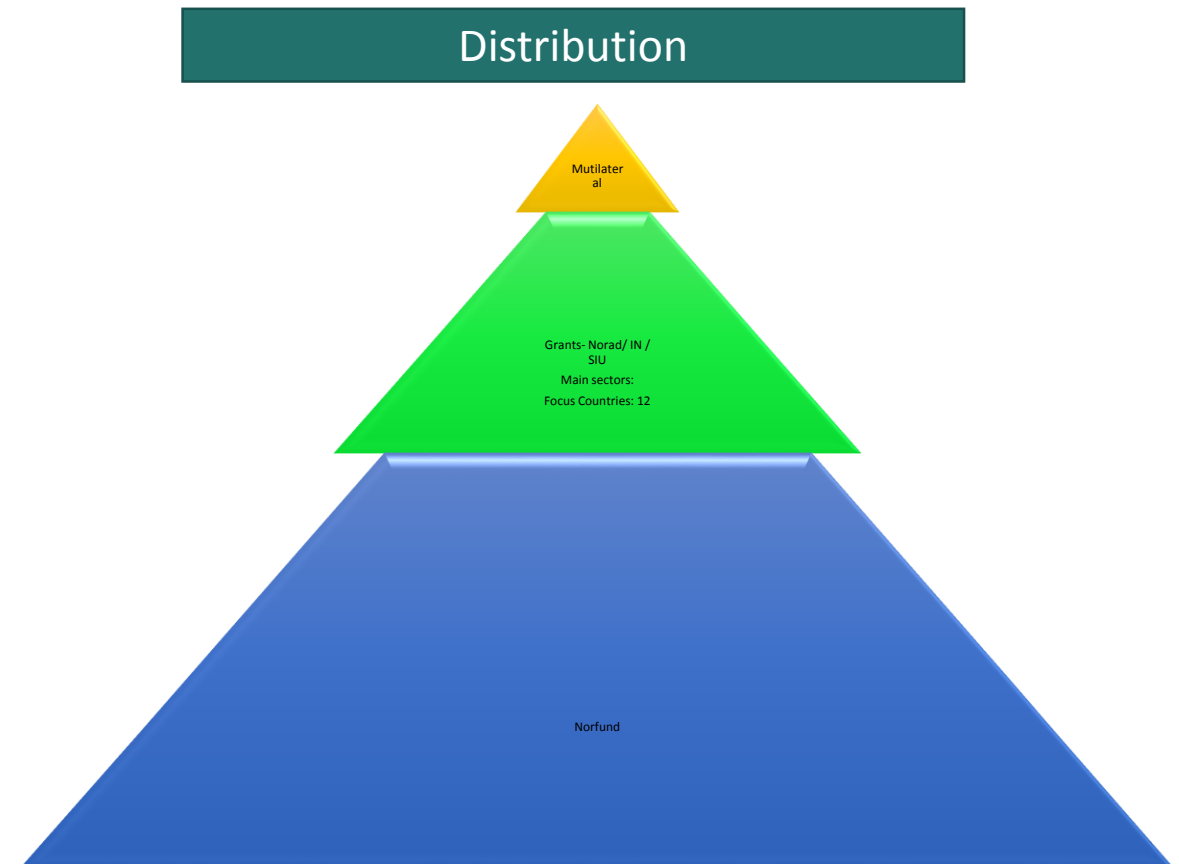 Distribution
Mutilater
al
Grants- Norad/ IN /
SIU
Main sectors:
Focus Countries: 12
Norfund